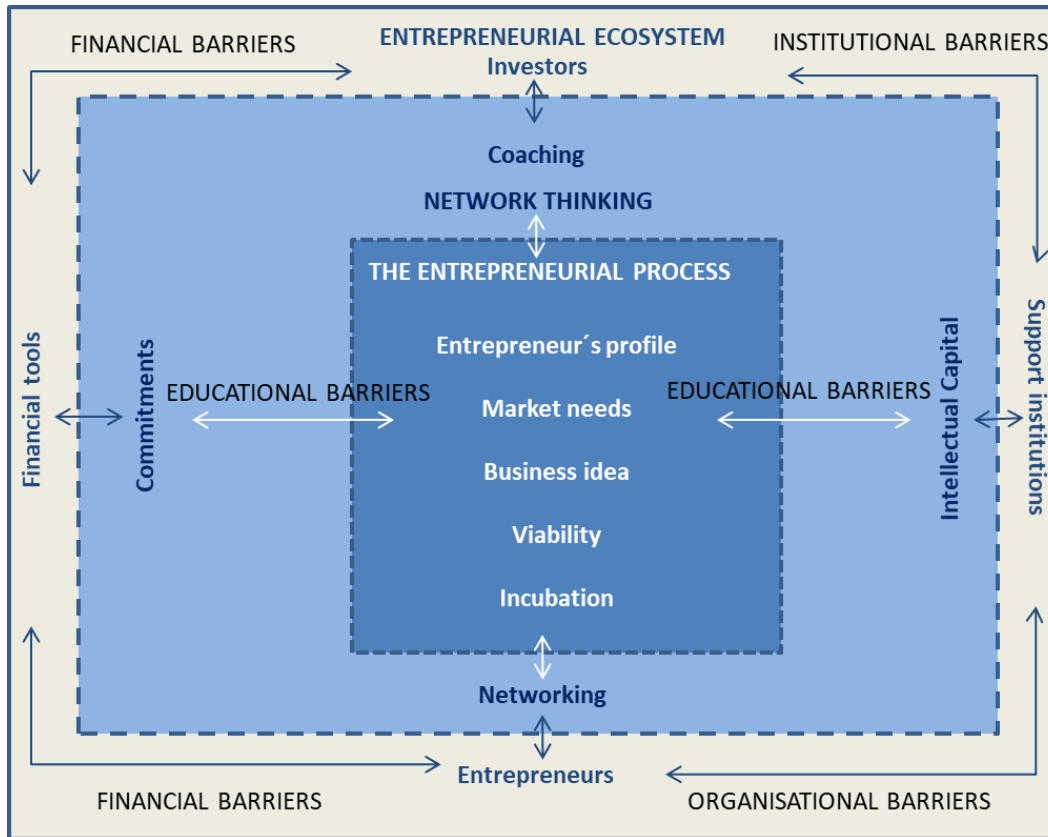 FINANCIAL BARRIERS
ENTREPRENEURIAL ECOSYSTEM
INSTITUTIONAL BARRIERS
Investors
Coaching
NETWORK THINKING
THE ENTREPRENEURIAL PROCESS
Entrepreneur´s profile
Financial tools
Commitments
EDUCATIONAL BARRIERS
Market needs
EDUCATIONAL BARRIERS
Intellectual Capital
Support institutions
Business idea
Viability
Incubation
Networking
Entrepreneurs
FINANCIAL BARRIERS
ORGANISATIONAL BARRIERS